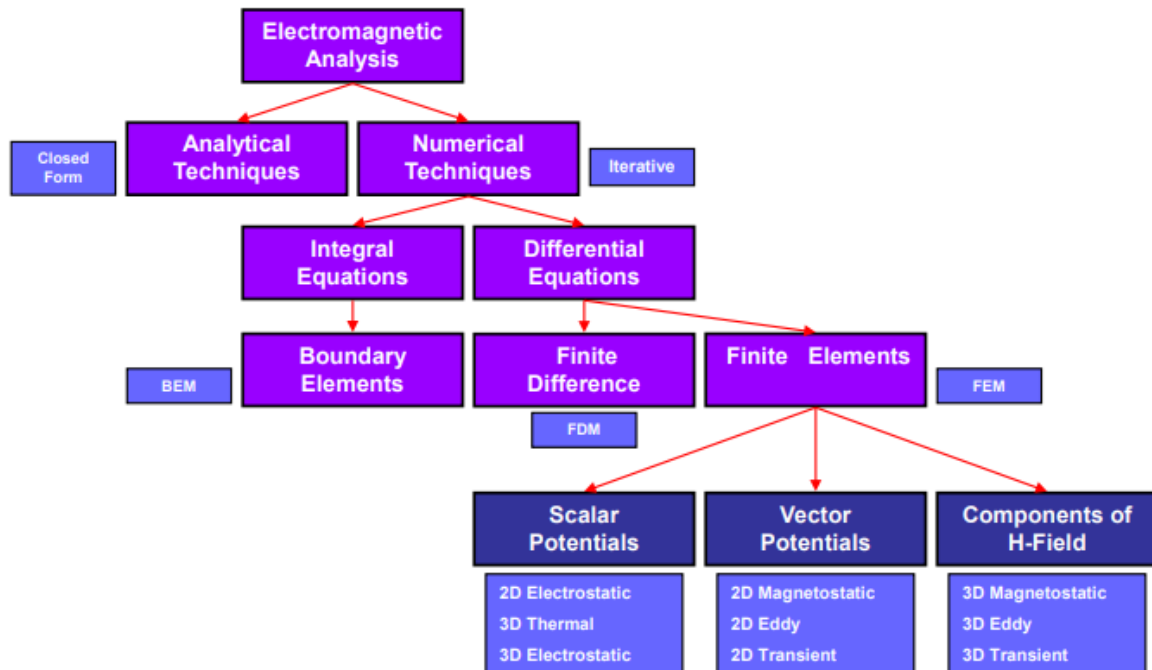 Electromagnetic
Analysis
Analytical
Techniques
Numerical
Techniques
Closed
Form
Iterative
Integral
Equations
Differential
Equations
Boundary
Elements
Finite
Difference
Finite Elements
BEM
FEM
FDM
Scalar
Potentials
Vector
Potentials
Components of
H-Field
2D Electrostatic
3D Thermal
3D Electrostatic
2D Magnetostatic
2D Eddy
2D Transient
3D Magnetostatic
3D Eddy
3D Transient